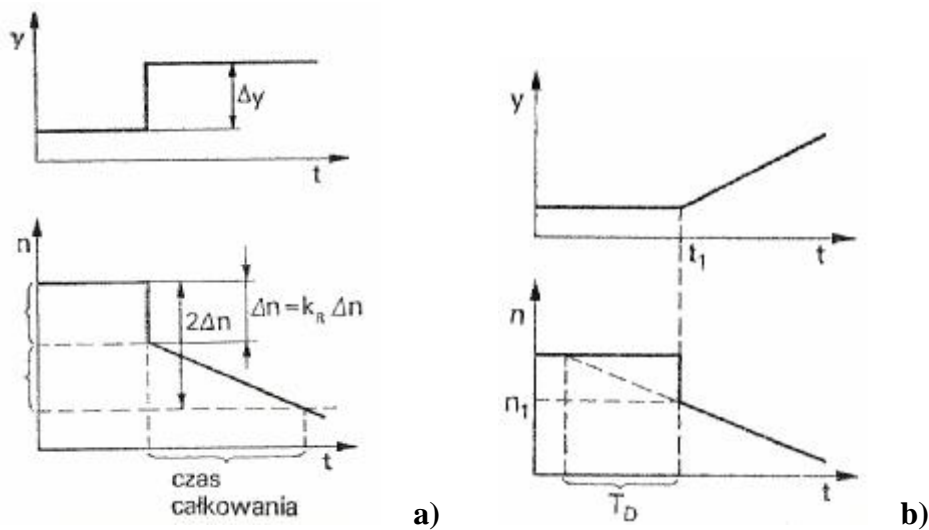 y
Δy
t
n
2Δn
Δn = k_R Δn
t
czas
całkowania
a)
y
t₁
t
n
n₁
t
T_D
b)